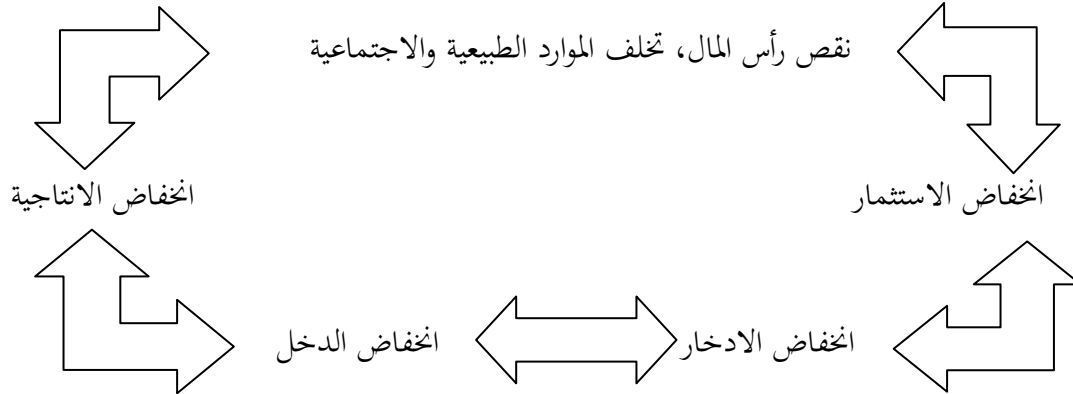 نقص رأس المال، تخلف الموارد الطبيعية والاجتماعية
انخفاض الاستثمار
انخفاض الانتاجية
انخفاض الادخار
انخفاض الدخل